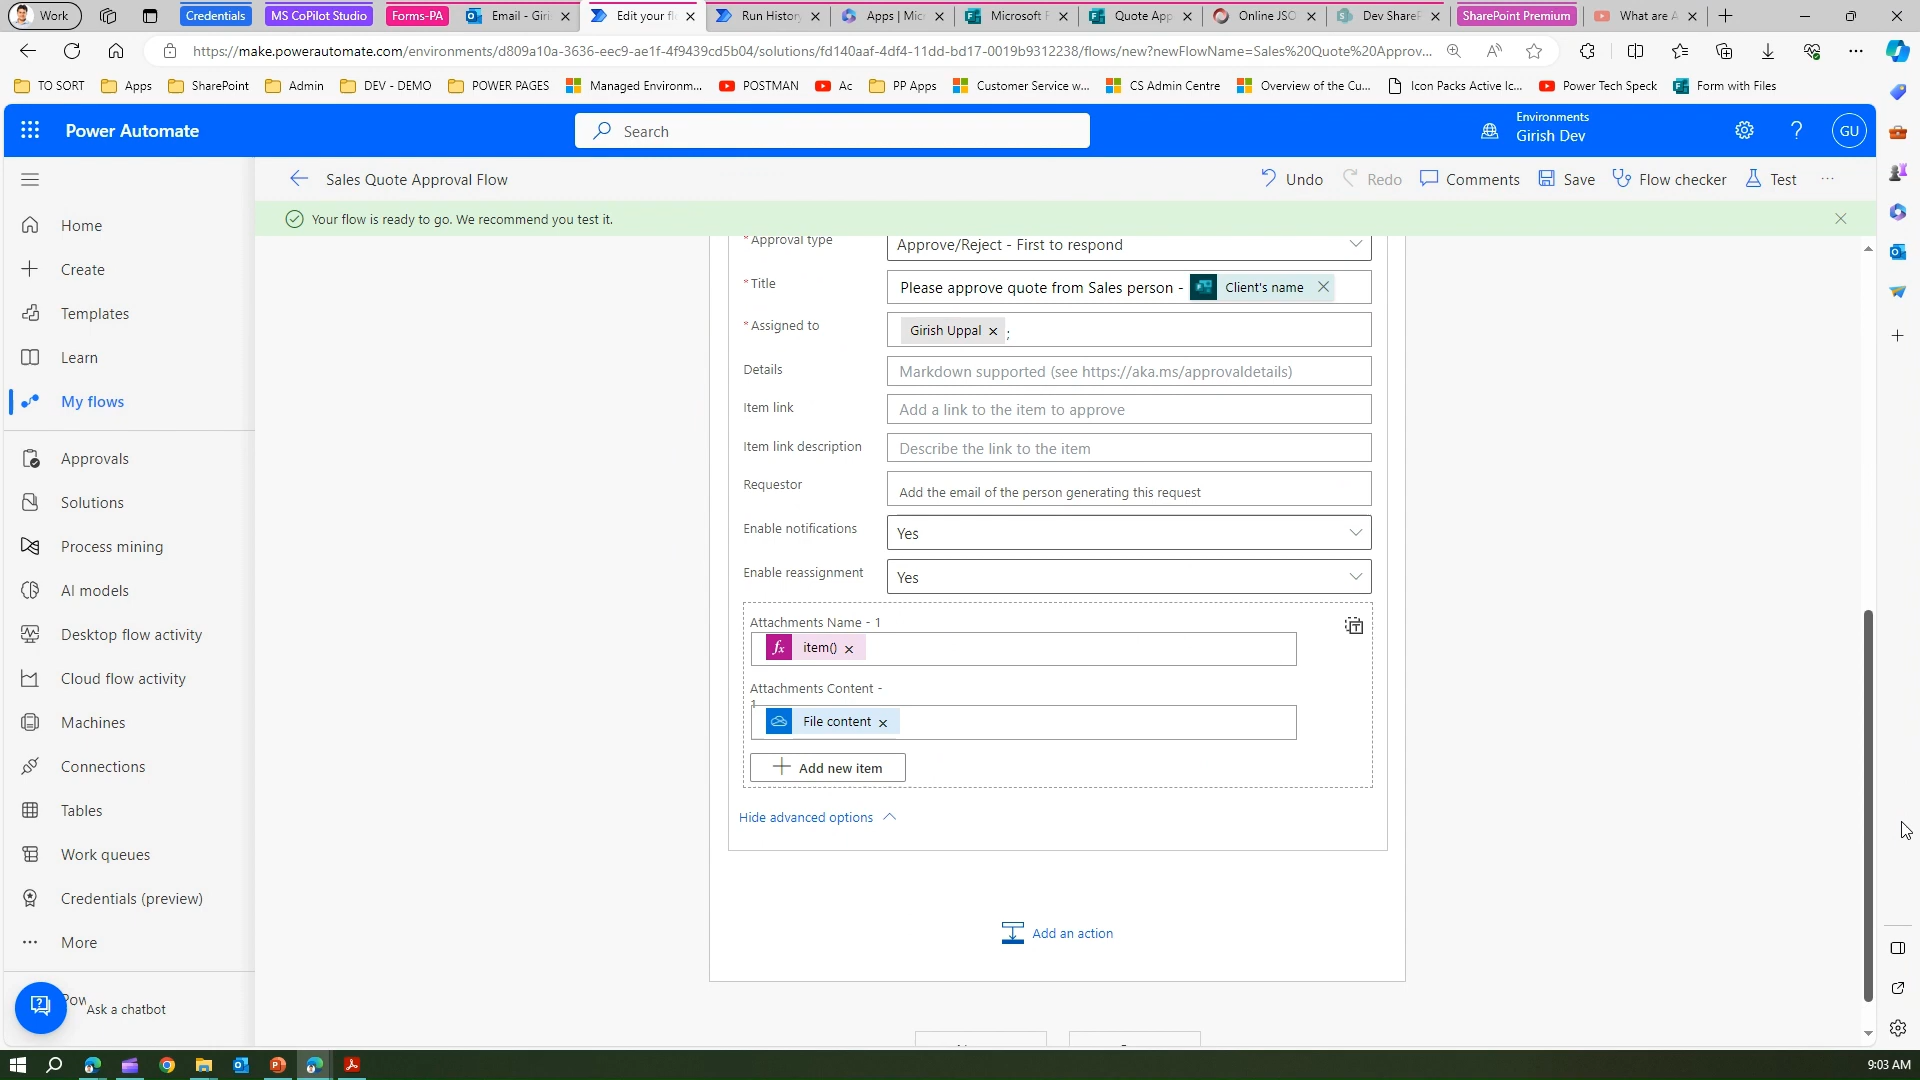 Work
Credentials
MS CoPilot Studio
Forms-PA
Email - Giri
Edit your fl
Run History
Apps | Mic
Microsoft F
Quote App
Online JSO
Dev ShareP
SharePoint Premium
What are A
https://make.powerautomate.com/environments/d809a10a-3636-eec9-ae1f-4f9439cd5b04/solutions/fd140aaf-4df4-11dd-bd17-0019b9312238/flows/new?newFlowName=Sales%20Quote%20Approv...
TO SORT
Apps
SharePoint
Admin
DEV - DEMO
POWER PAGES
Managed Environm...
POSTMAN
Ac
PP Apps
Customer Service w...
CS Admin Centre
Overview of the Cu...
Icon Packs Active Ic...
Power Tech Speck
Form with Files
Power Automate
Search
Environments
Girish Dev
GU
Sales Quote Approval Flow
Undo
Redo
Comments
Save
Flow checker
Test
Your flow is ready to go. We recommend you test it.
Home
Create
Templates
Learn
My flows
Approvals
Solutions
Process mining
AI models
Desktop flow activity
Cloud flow activity
Machines
Connections
Tables
Work queues
Credentials (preview)
More
Pow
Ask a chatbot
* Approval type
Approve/Reject - First to respond
* Title
Please approve quote from Sales person - Client's name
* Assigned to
Girish Uppal ;
Details
Markdown supported (see https://aka.ms/approvaldetails)
Item link
Add a link to the item to approve
Item link description
Describe the link to the item
Requestor
Add the email of the person generating this request
Enable notifications
Yes
Enable reassignment
Yes
Attachments Name - 1
fx item()
Attachments Content -
1
File content
Add new item
Hide advanced options
Add an action
9:03 AM